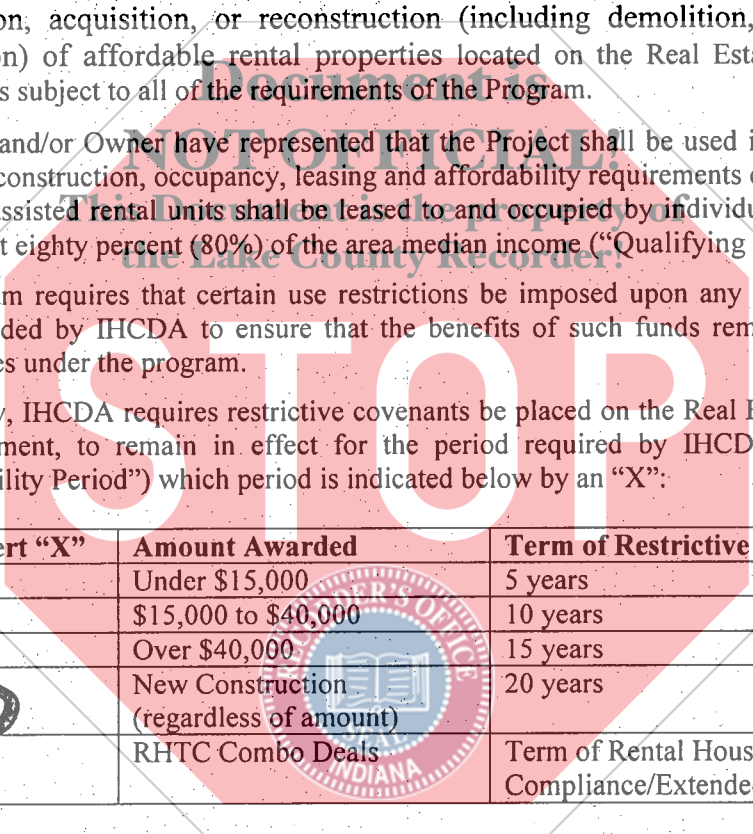 on, acquisition, or reconstruction (including demolition,
on) of affordable rental properties located on the Real Esta
s subject to all of the requirements of the Program.
Document is
NOT OFFICIAL!
This Document is the property of
the Lake County Recorder!
and/or Owner have represented that the Project shall be used i
construction, occupancy, leasing and affordability requirements
assisted rental units shall be leased to and occupied by individu
t eighty percent (80%) of the area median income (“Qualifying
m requires that certain use restrictions be imposed upon any
ded by IHCDA to ensure that the benefits of such funds rem
es under the program.
y, IHCDA requires restrictive covenants be placed on the Real E
ment, to remain in effect for the period required by IHCD
ility Period”) which period is indicated below by an “X”:
STOP
ert “X” Amount Awarded Term of Restrictive
Under $15,000 5 years
$15,000 to $40,000 10 years
Over $40,000 15 years
New Construction 20 years
(regardless of amount)
RHTC Combo Deals Term of Rental Hous
Compliance/Extended
RECORDER'S OFFICE
SEAL
INDIANA